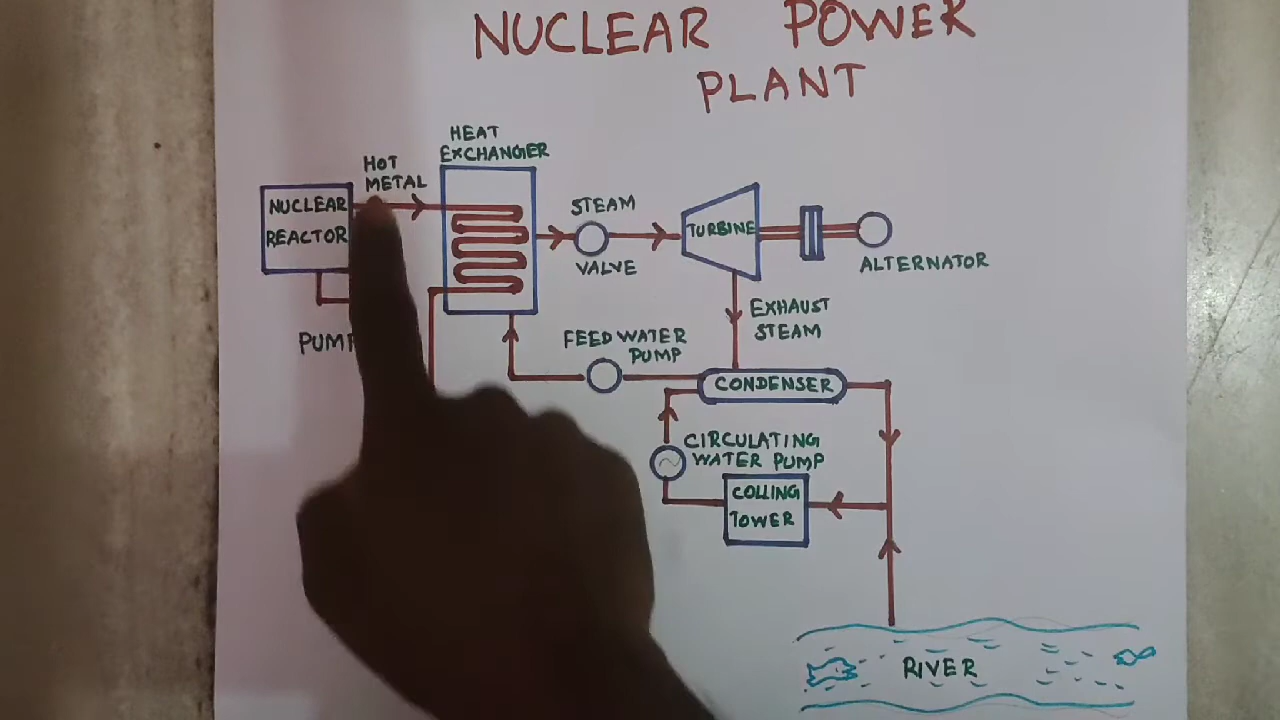 NUCLEAR POWER
PLANT
HEAT
EXCHANGER
HOT
METAL
NUCLEAR
REACTOR
STEAM
VALVE
TURBINE
ALTERNATOR
EXHAUST
STEAM
PUMP
FEED WATER
PUMP
CONDENSER
CIRCULATING
WATER PUMP
COLLING
TOWER
RIVER